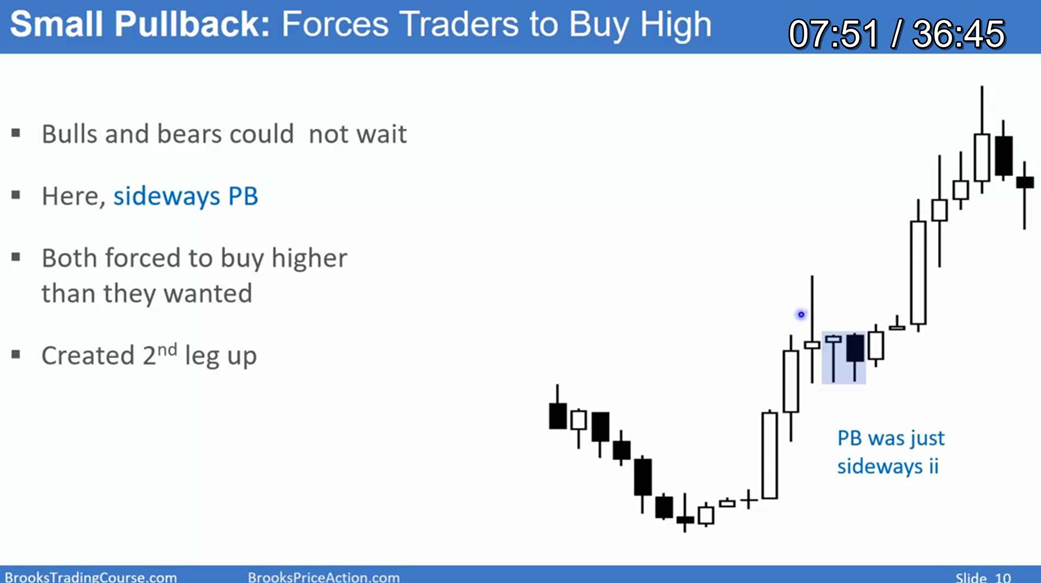 Small Pullback: Forces Traders to Buy High
07:51 / 36:45
▪ Bulls and bears could not wait
▪ Here, sideways PB
▪ Both forced to buy higher
than they wanted
▪ Created 2nd leg up
PB was just
sideways ii
BrooksTradingCourse.com
BrooksPriceAction.com
Slide 10